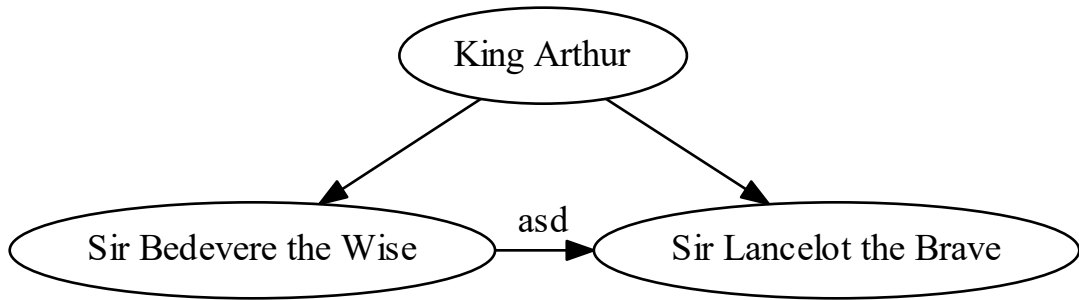 King Arthur
asd
Sir Bedevere the Wise
Sir Lancelot the Brave